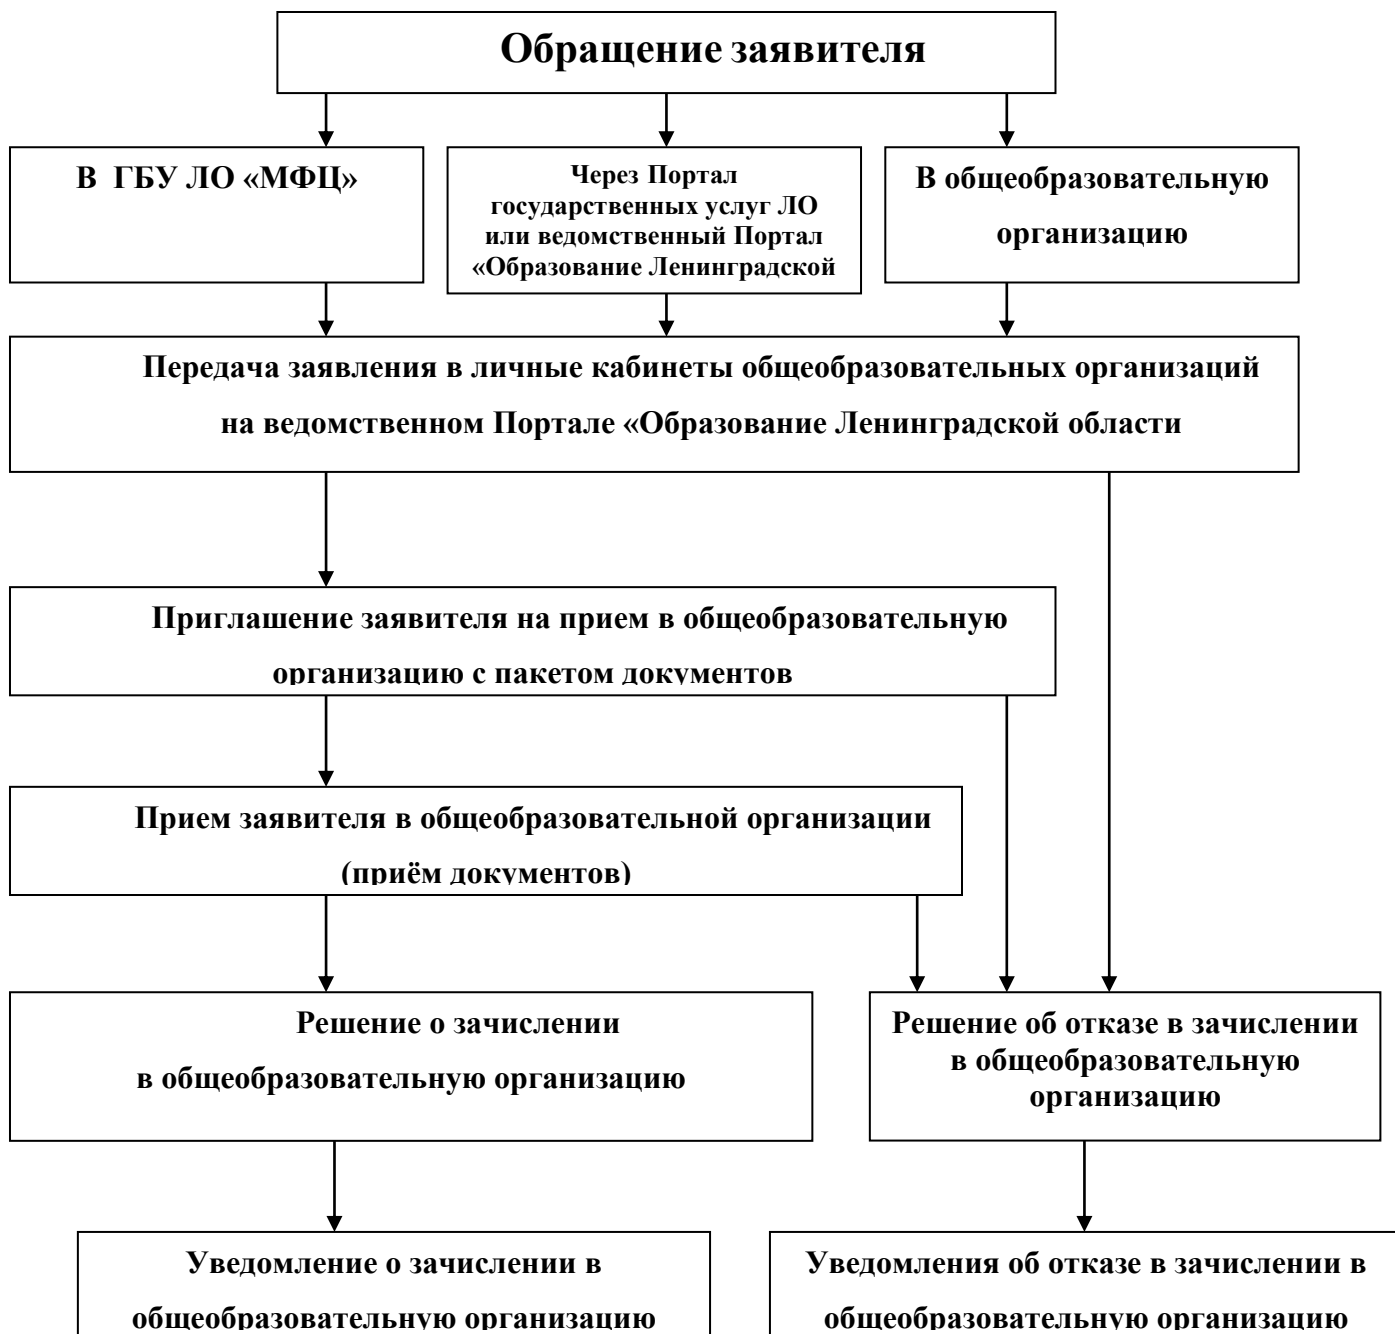 Обращение заявителя
В ГБУ ЛО «МФЦ»
Через Портал
государственных услуг ЛО
или ведомственный Портал
«Образование Ленинградской
В общеобразовательную
организацию
Передача заявления в личные кабинеты общеобразовательных организаций
на ведомственном Портале «Образование Ленинградской области
Приглашение заявителя на прием в общеобразовательную
организацию с пакетом документов
Прием заявителя в общеобразовательной организации
(приём документов)
Решение о зачислении
в общеобразовательную организацию
Решение об отказе в зачислении
в общеобразовательную
организацию
Уведомление о зачислении в
общеобразовательную организацию
Уведомления об отказе в зачислении в
общеобразовательную организацию